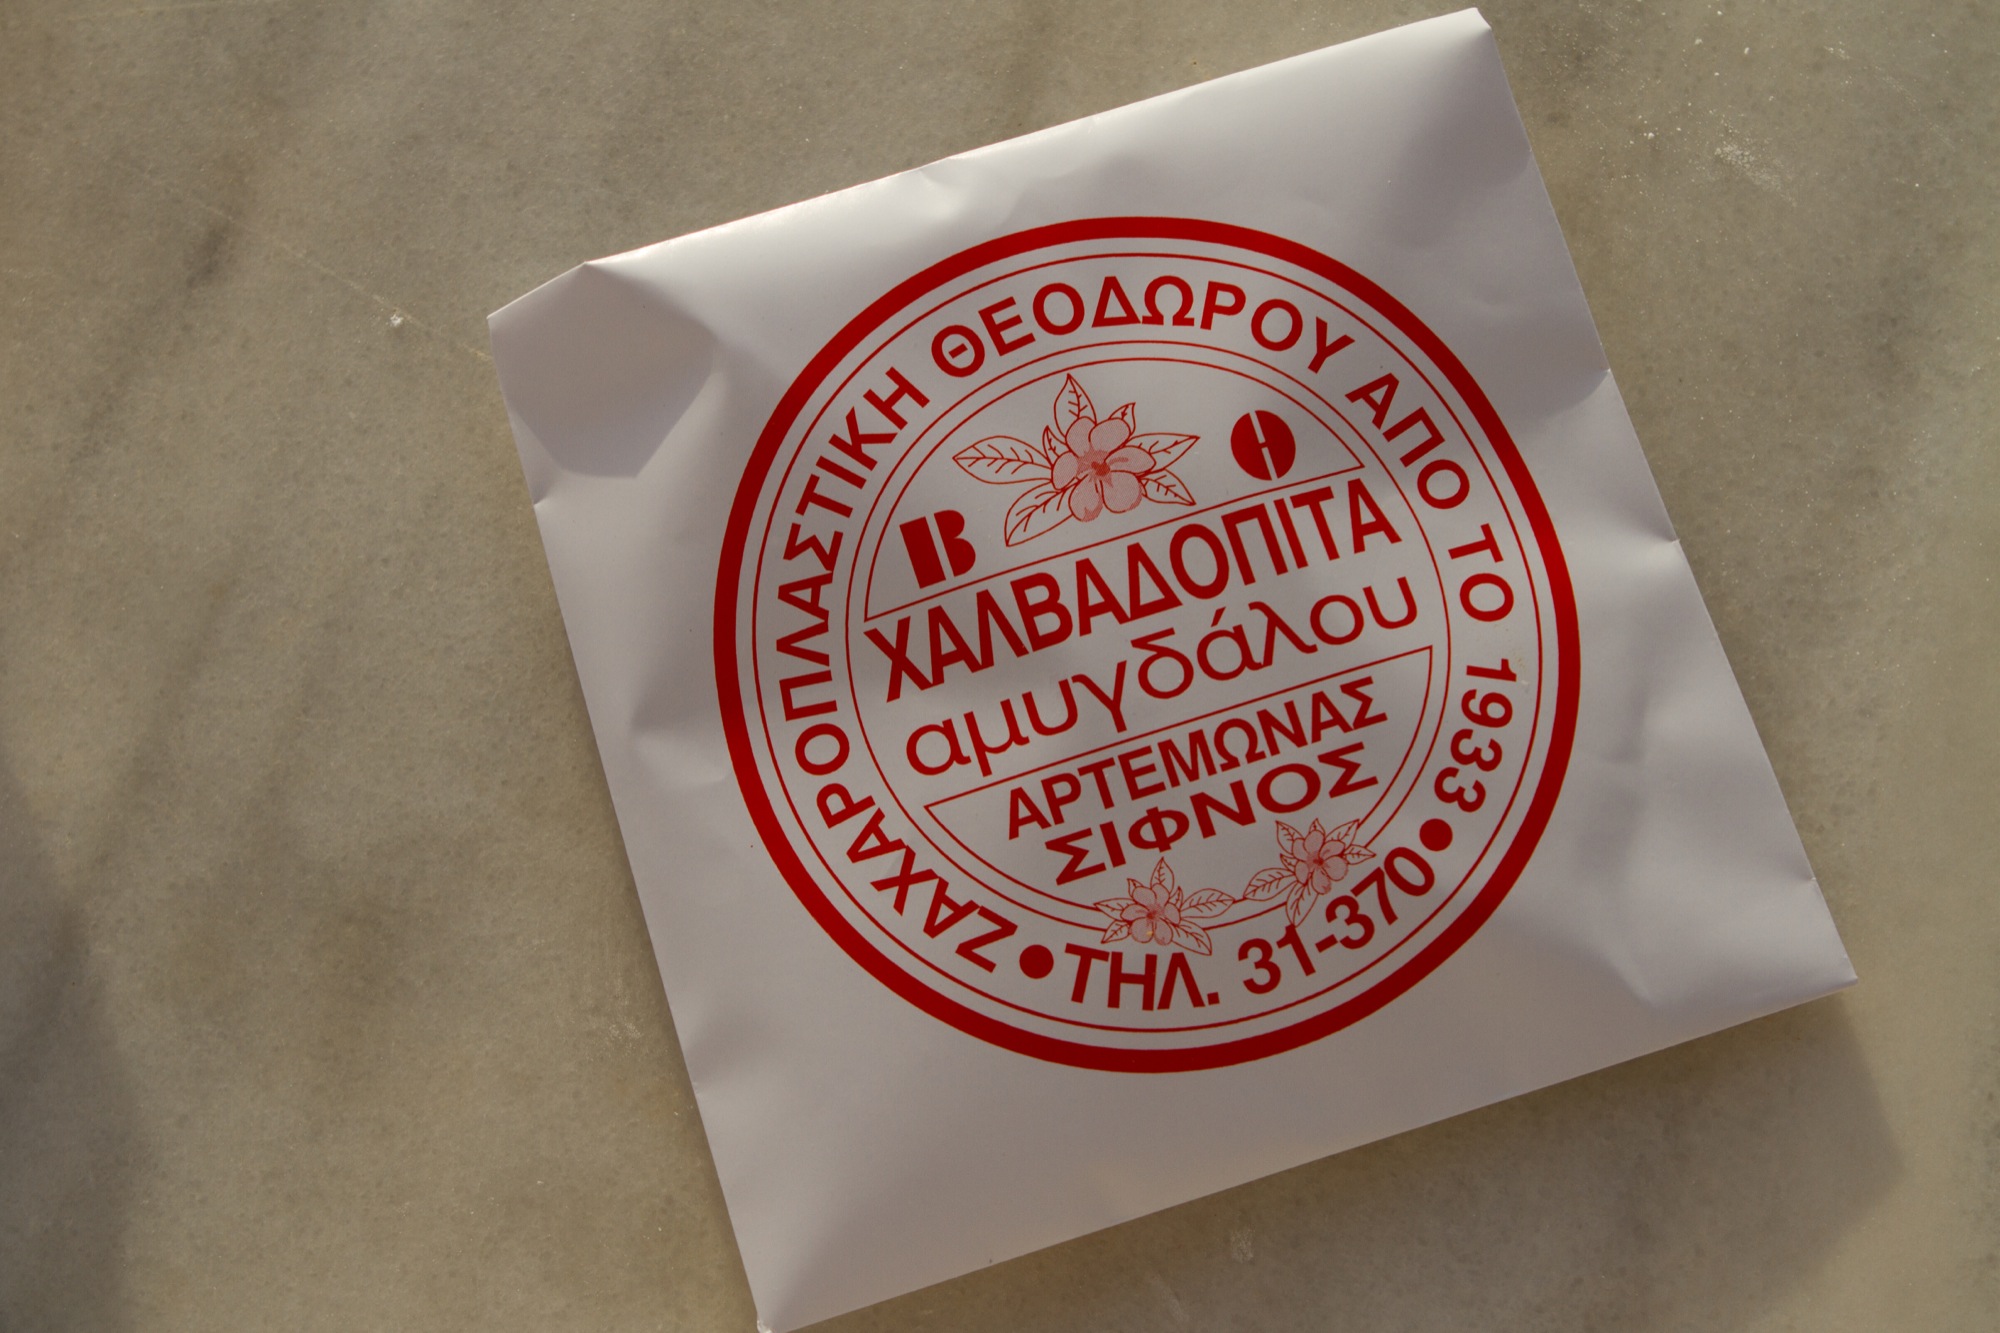 ΖΑΧΑΡΟΠΛΑΣΤΙΚΗ ΘΕΟΔΩΡΟΥ ΑΠΟ ΤΟ 1933
Β Θ
ΧΑΛΒΑΔΟΠΙΤΑ
αμυγδάλου
ΑΡΤΕΜΩΝΑΣ
ΣΙΦΝΟΣ
• ΤΗΛ. 31-370 •